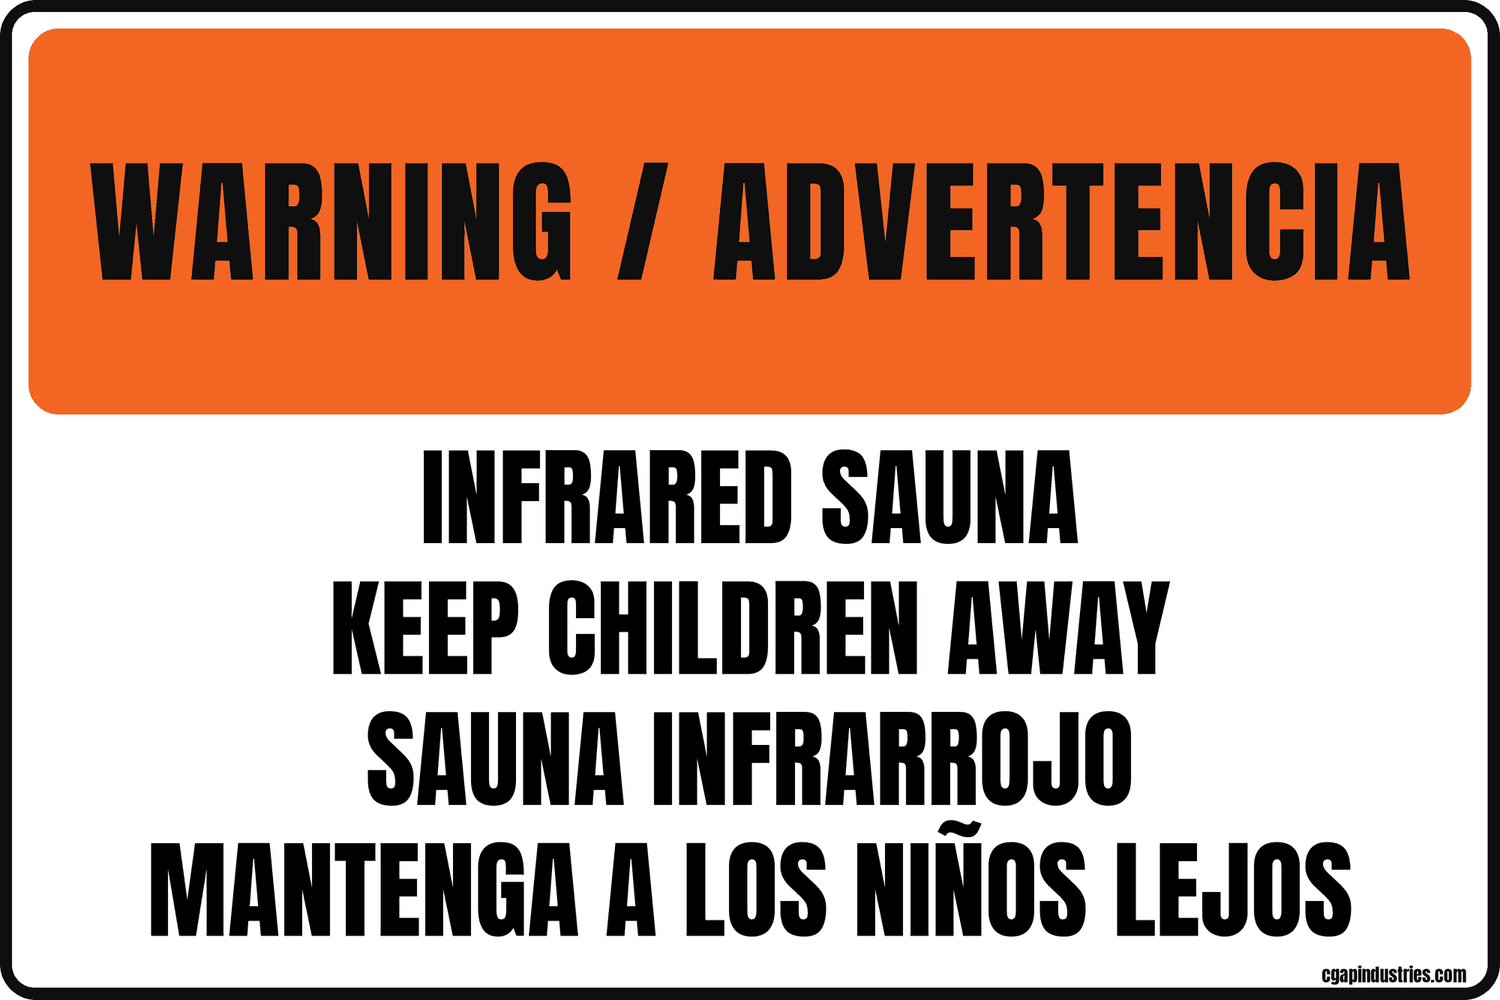 WARNING / ADVERTENCIA
INFRARED SAUNA
KEEP CHILDREN AWAY
SAUNA INFRARROJO
MANTENGA A LOS NIÑOS LEJOS
cgapindustries.com